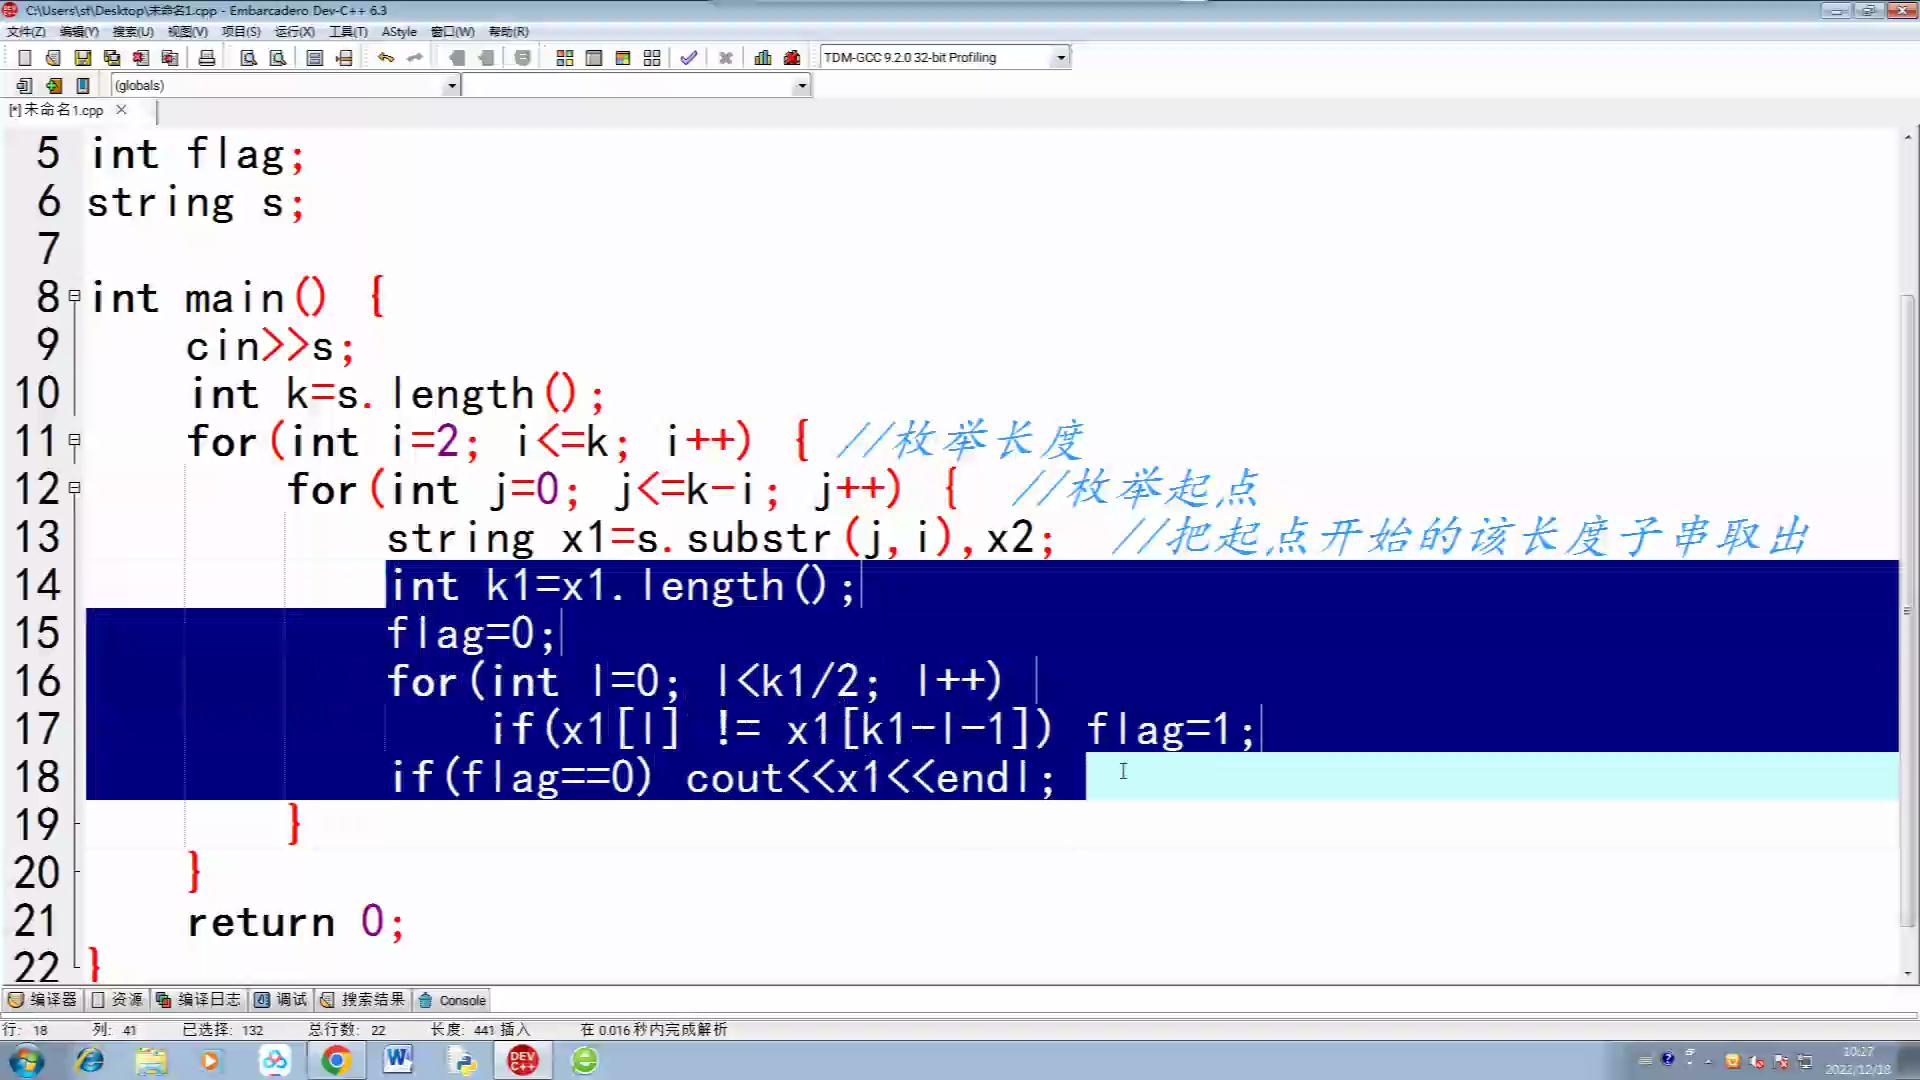 C:\Users\st\Desktop\未命名1.cpp - Embarcadero Dev-C++ 6.3
文件(Z) 编辑(Y) 搜索(U) 视图(V) 项目(S) 运行(X) 工具(T) AStyle 窗口(W) 帮助(R)
TDM-GCC 9.2.0 32-bit Profiling
(globals)
[*] 未命名1.cpp
5 int flag;
6 string s;
7
8 int main() {
9 cin>>s;
10 int k=s.length();
11 for(int i=2; i<=k; i++) { //枚举长度
12 for(int j=0; j<=k-i; j++) { //枚举起点
13 string x1=s.substr(j,i),x2; //把起点开始的该长度子串取出
14 int k1=x1.length();
15 flag=0;
16 for(int l=0; l<k1/2; l++)
17 if(x1[l] != x1[k1-l-1]) flag=1;
18 if(flag==0) cout<<x1<<endl;
19 }
20 }
21 return 0;
22 }
编译器 资源 编译日志 调试 搜索结果 Console
行: 18 列: 41 已选择: 132 总行数: 22 长度: 441 插入 在 0.016 秒内完成解析
10:27
2022/12/18